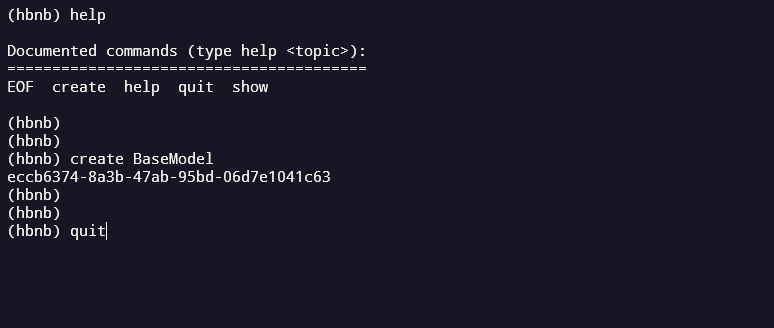 (hbnb) help
Documented commands (type help <topic>):
========================================
EOF  create  help  quit  show
(hbnb)
(hbnb)
(hbnb) create BaseModel
eccb6374-8a3b-47ab-95bd-06d7e1041c63
(hbnb)
(hbnb)
(hbnb) quit